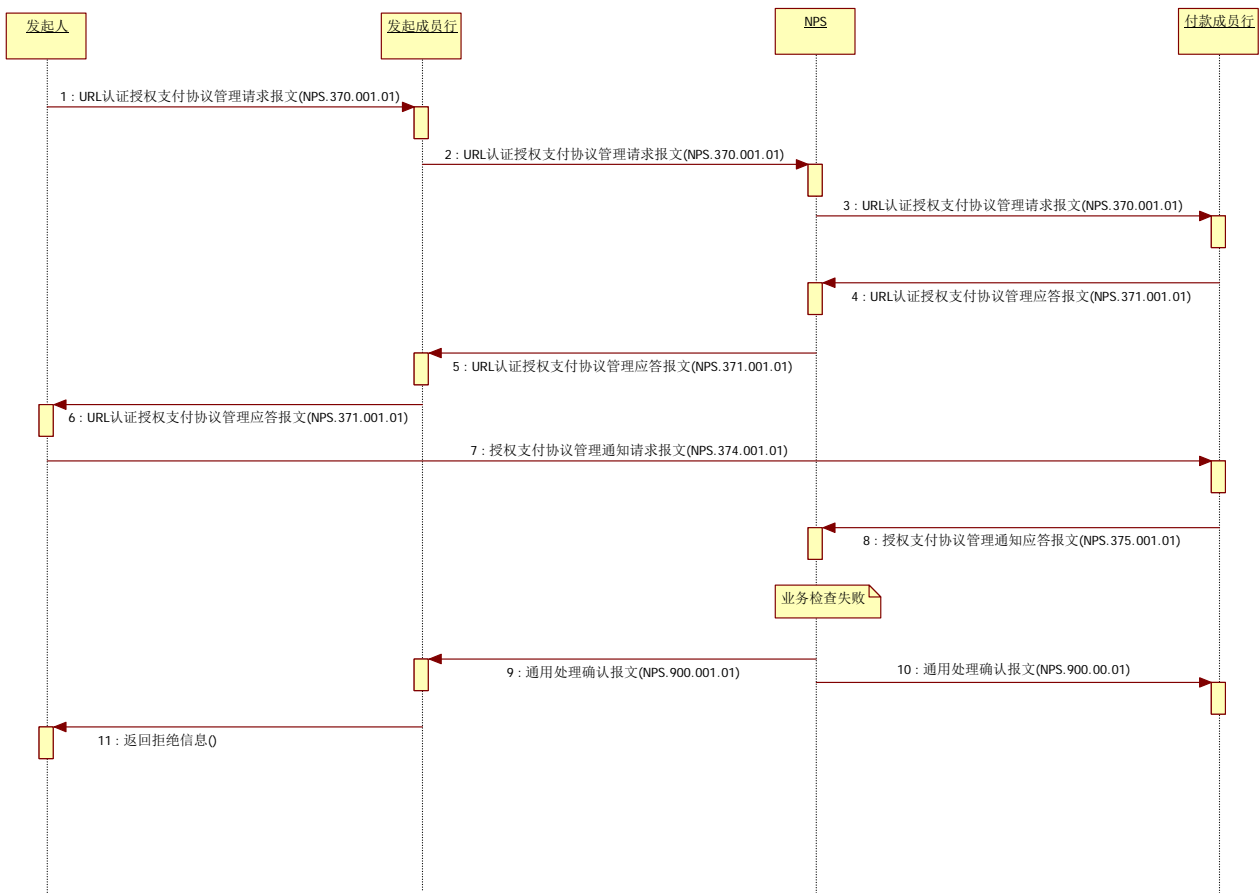 发起人
发起成员行
NPS
付款成员行
1 : URL认证授权支付协议管理请求报文(NPS.370.001.01)
2 : URL认证授权支付协议管理请求报文(NPS.370.001.01)
3 : URL认证授权支付协议管理请求报文(NPS.370.001.01)
4 : URL认证授权支付协议管理应答报文(NPS.371.001.01)
5 : URL认证授权支付协议管理应答报文(NPS.371.001.01)
6 : URL认证授权支付协议管理应答报文(NPS.371.001.01)
7 : 授权支付协议管理通知请求报文(NPS.374.001.01)
8 : 授权支付协议管理通知应答报文(NPS.375.001.01)
业务检查失败
9 : 通用处理确认报文(NPS.900.001.01)
10 : 通用处理确认报文(NPS.900.00.01)
11 : 返回拒绝信息()